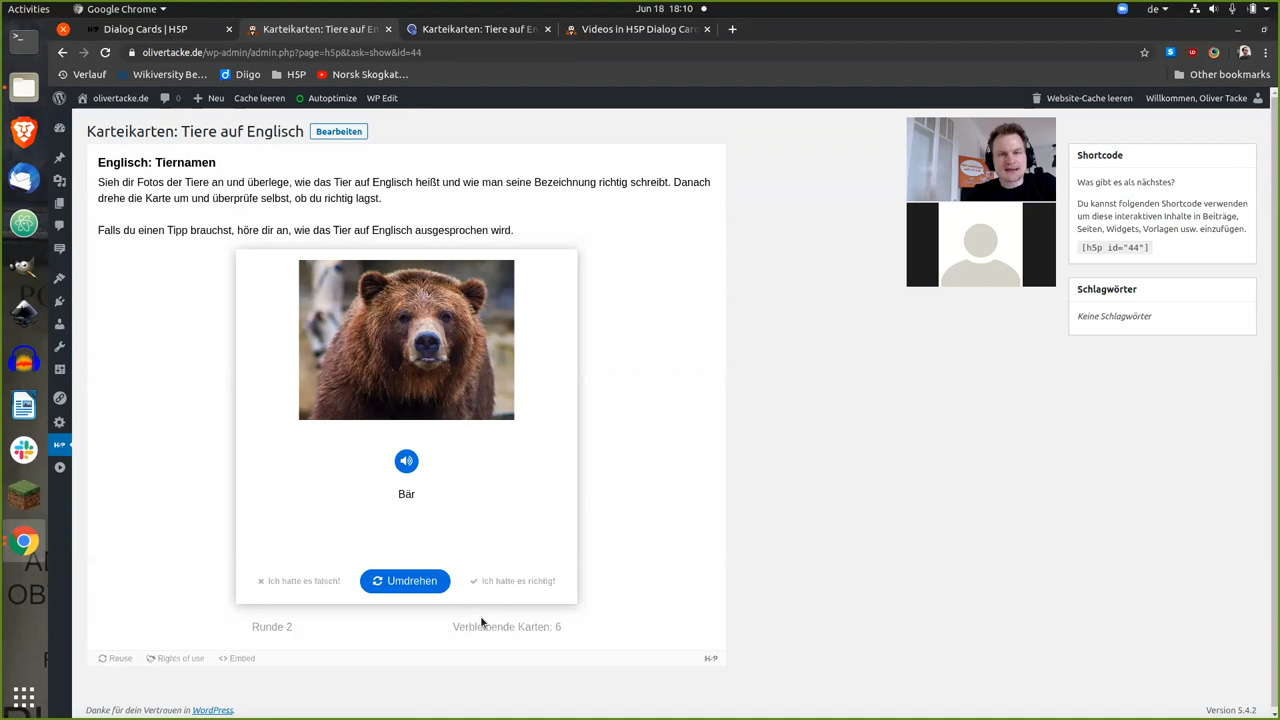 Activities
Google Chrome
Jun 18 18:10
de
Dialog Cards | H5P
Karteikarten: Tiere auf En
Karteikarten: Tiere auf En
Videos in H5P Dialog Car
olivertacke.de/wp-admin/admin.php?page=h5p&task=show&id=44
Verlauf
Wikiversity Be...
Diigo
H5P
Norsk Skogkat...
Other bookmarks
olivertacke.de
0
Neu
Cache leeren
Autoptimize
WP Edit
Website-Cache leeren
Willkommen, Oliver Tacke
Karteikarten: Tiere auf Englisch
Bearbeiten
Englisch: Tiernamen
Sieh dir Fotos der Tiere an und überlege, wie das Tier auf Englisch heißt und wie man seine Bezeichnung richtig schreibt. Danach
drehe die Karte um und überprüfe selbst, ob du richtig lagst.
Falls du einen Tipp brauchst, höre dir an, wie das Tier auf Englisch ausgesprochen wird.
Bär
Ich hatte es falsch!
Umdrehen
Ich hatte es richtig!
Runde 2
Verbleibende Karten: 6
Reuse
Rights of use
Embed
H5P
Shortcode
Was gibt es als nächstes?
Du kannst folgenden Shortcode verwenden
um diese interaktiven Inhalte in Beiträge,
Seiten, Widgets, Vorlagen usw. einzufügen.
[h5p id="44"]
Schlagwörter
Keine Schlagwörter
Danke für dein Vertrauen in WordPress.
Version 5.4.2